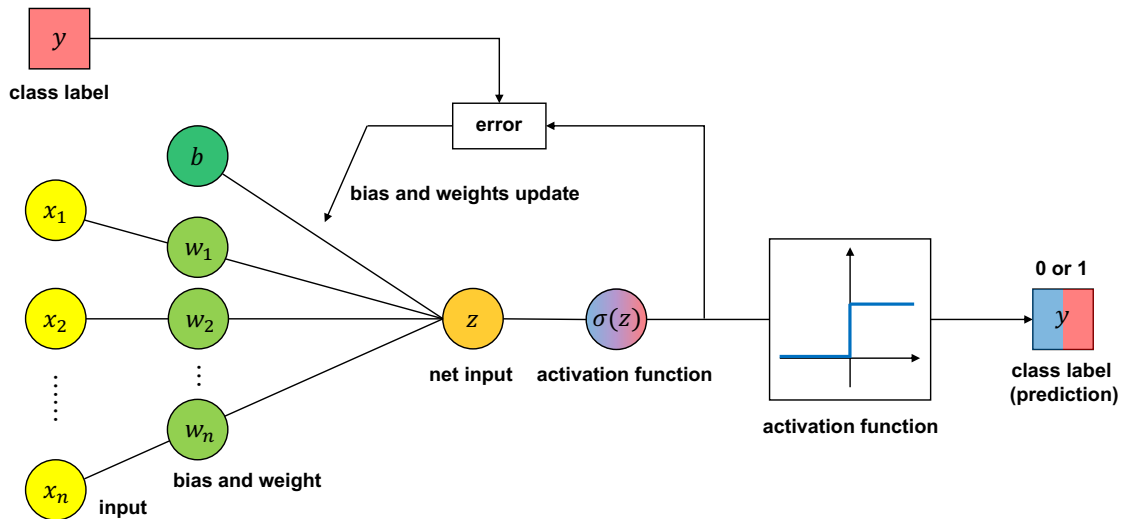 y
class label
error
b
bias and weights update
x₁
w₁
0 or 1
x₂
w₂
z
σ(z)
y
net input
activation function
class label
(prediction)
......
...
wₙ
activation function
bias and weight
xₙ
input